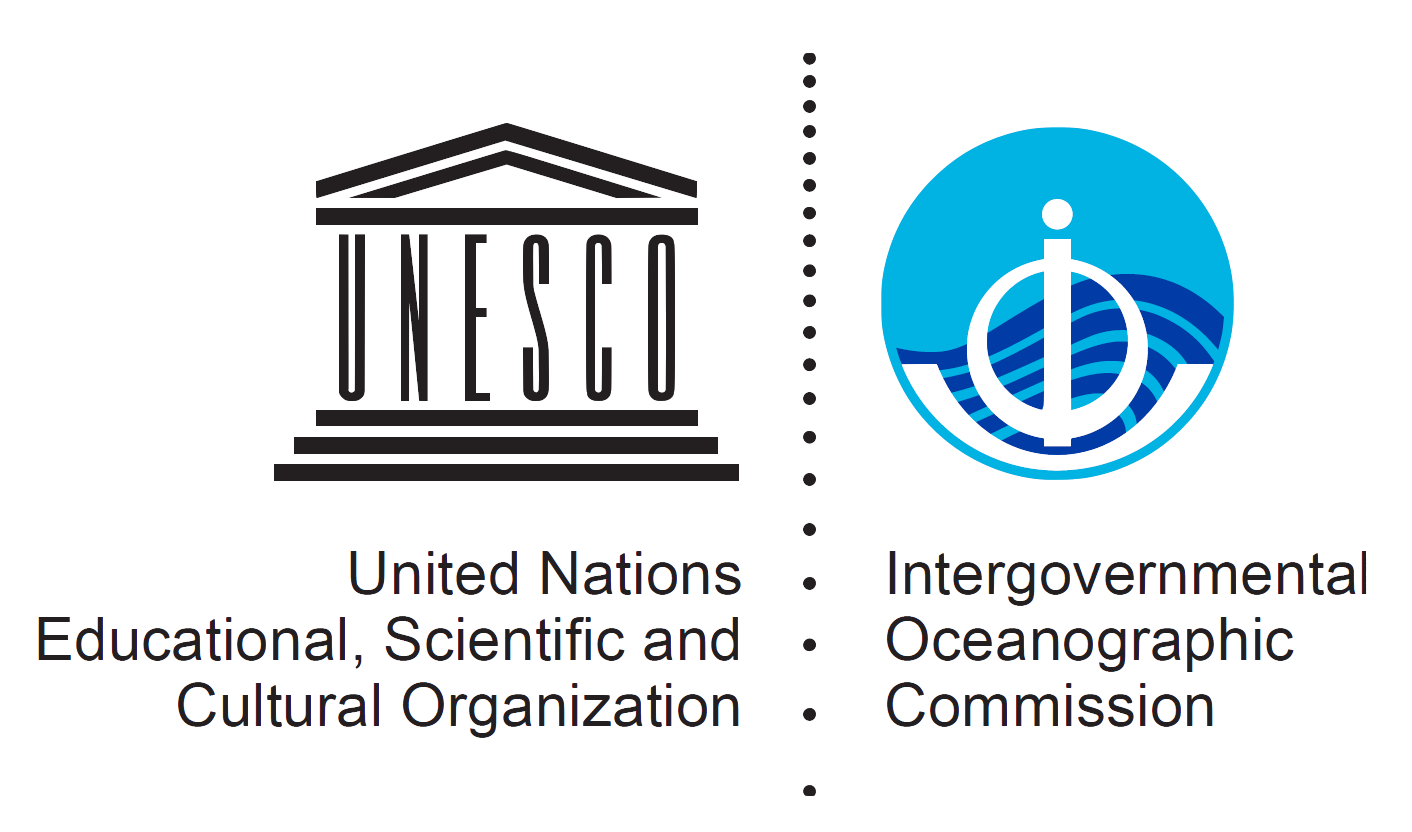 UNESCO
United Nations
Educational, Scientific and
Cultural Organization
Intergovernmental
Oceanographic
Commission